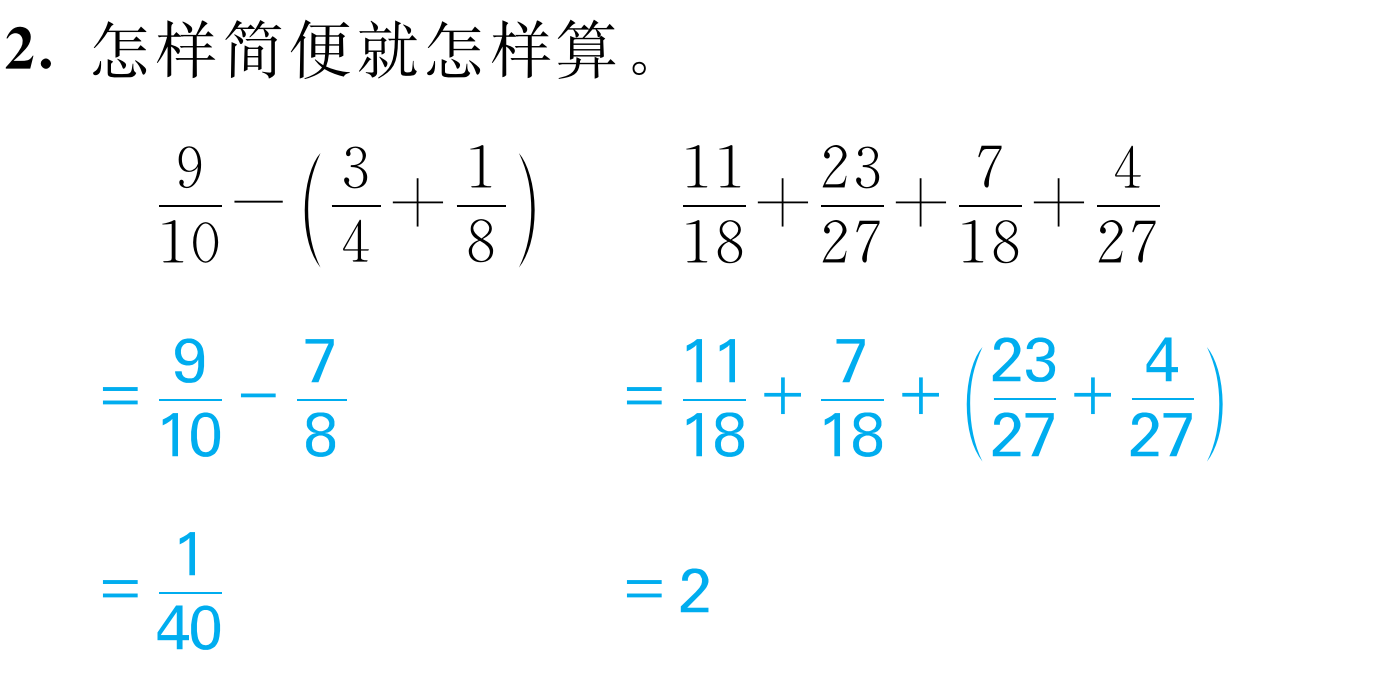 2. 怎样简便就怎样算。
9/10 − (3/4 + 1/8) 11/18 + 23/27 + 7/18 + 4/27
= 9/10 − 7/8 = 11/18 + 7/18 + (23/27 + 4/27)
= 1/40 = 2